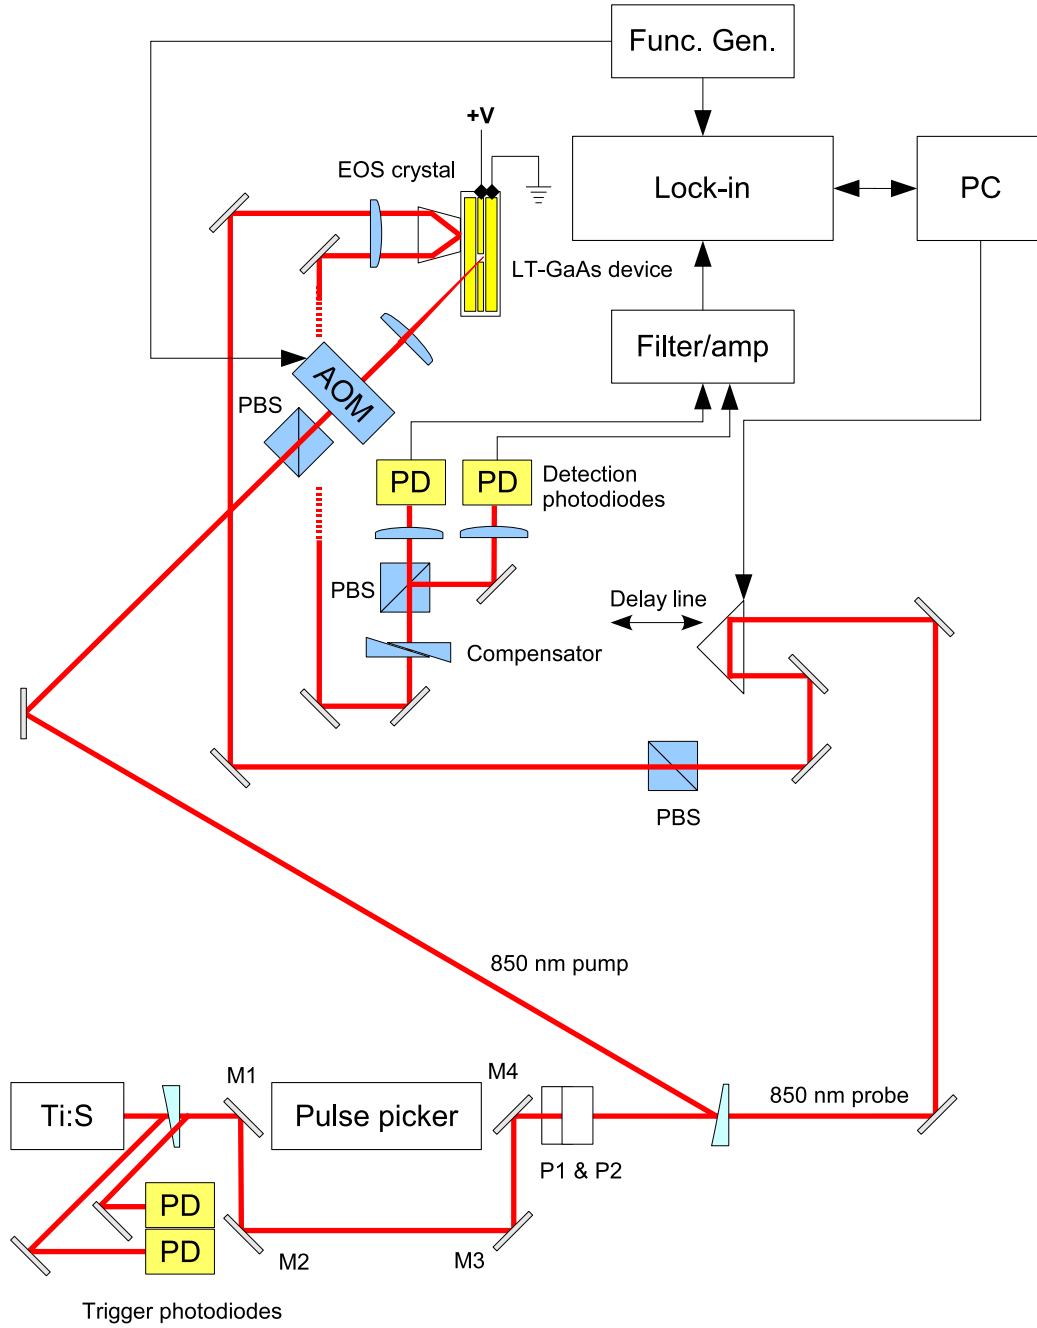 Func. Gen.
+V
EOS crystal
Lock-in
PC
LT-GaAs device
Filter/amp
AOM
PBS
PD
PD
Detection
photodiodes
PBS
Delay line
Compensator
PBS
850 nm pump
M1
M4
850 nm probe
Ti:S
Pulse picker
P1 & P2
PD
PD
M2
M3
Trigger photodiodes